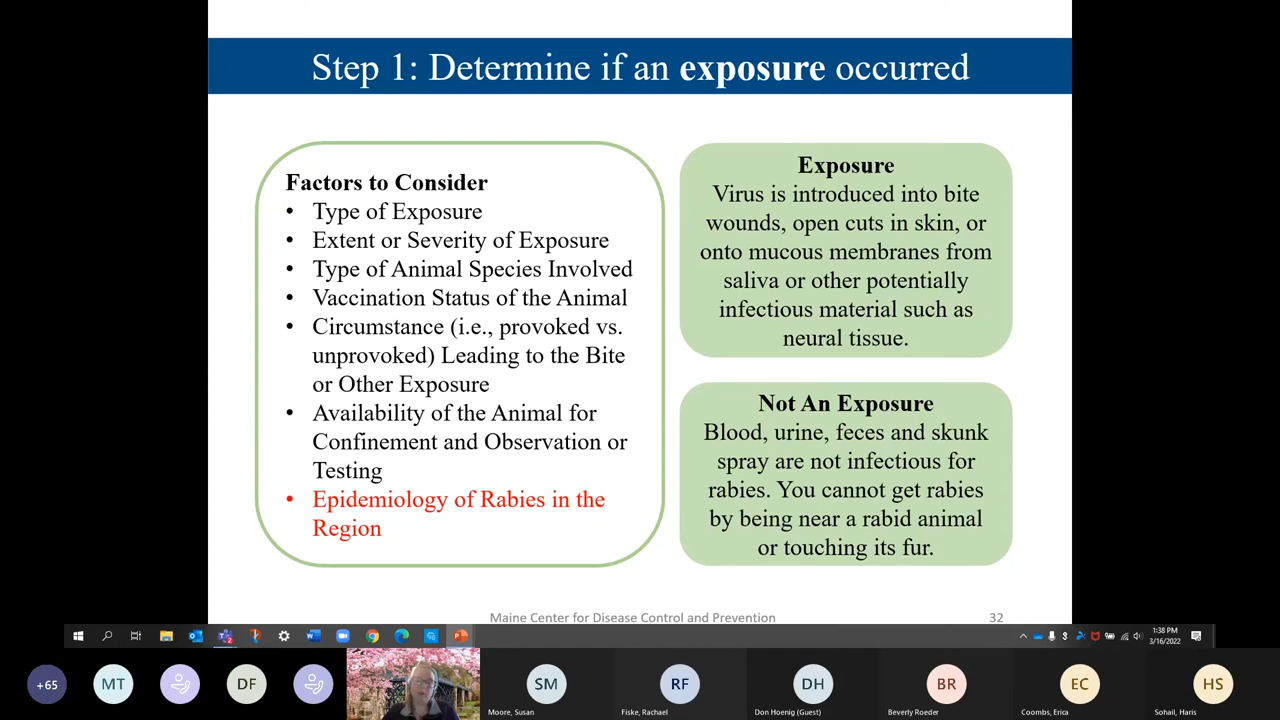 Step 1: Determine if an exposure occurred
Factors to Consider
• Type of Exposure
• Extent or Severity of Exposure
• Type of Animal Species Involved
• Vaccination Status of the Animal
• Circumstance (i.e., provoked vs.
unprovoked) Leading to the Bite
or Other Exposure
• Availability of the Animal for
Confinement and Observation or
Testing
• Epidemiology of Rabies in the
Region
Exposure
Virus is introduced into bite
wounds, open cuts in skin, or
onto mucous membranes from
saliva or other potentially
infectious material such as
neural tissue.
Not An Exposure
Blood, urine, feces and skunk
spray are not infectious for
rabies. You cannot get rabies
by being near a rabid animal
or touching its fur.
Maine Center for Disease Control and Prevention
32
1:38 PM
3/16/2022
+65
MT
DF
SM
Moore, Susan
RF
Fiske, Rachael
DH
Don Hoenig (Guest)
BR
Beverly Roeder
EC
Coombs, Erica
HS
Sohail, Haris